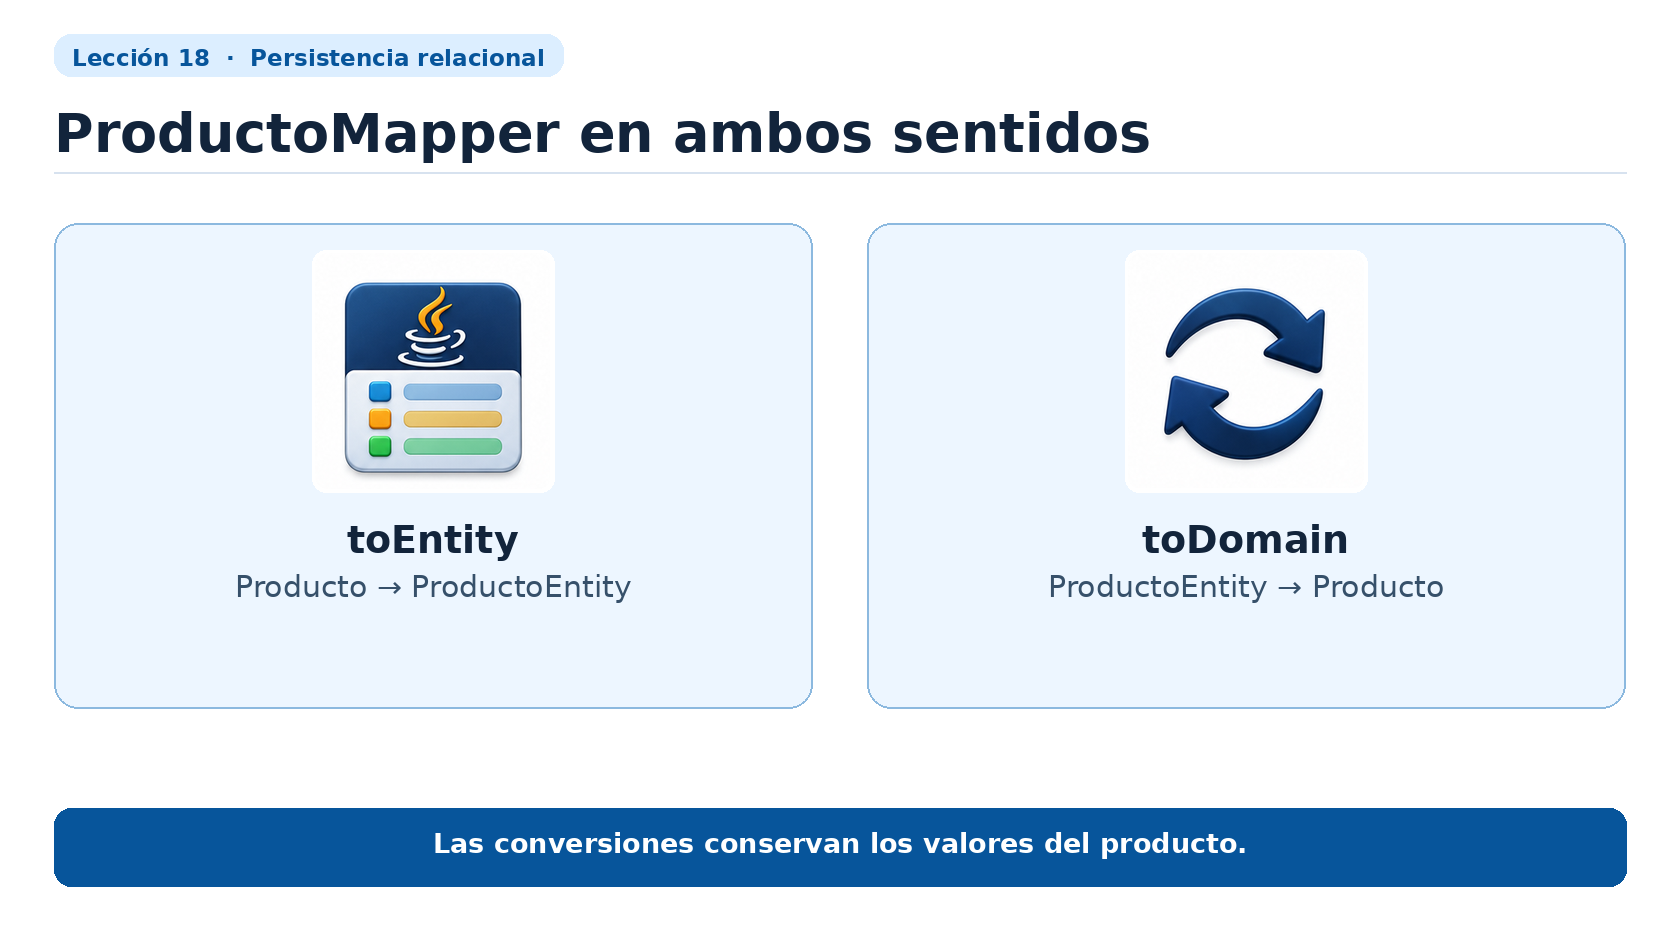 Lección 18 · Persistencia relacional
ProductoMapper en ambos sentidos
toEntity
Producto → ProductoEntity
toDomain
ProductoEntity → Producto
Las conversiones conservan los valores del producto.